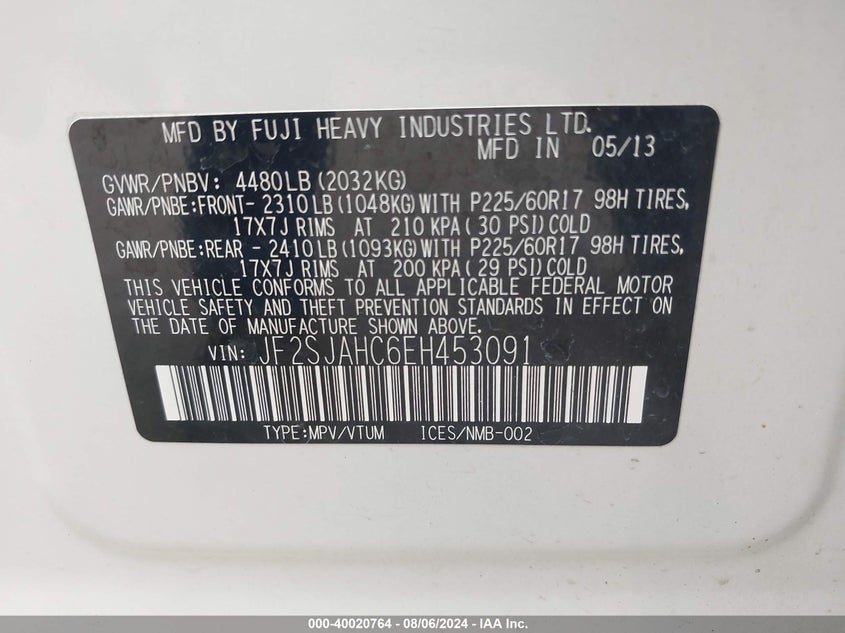 MFD BY FUJI HEAVY INDUSTRIES LTD.
MFD IN 05/13
GVWR/PNBV: 4480LB (2032KG)
GAWR/PNBE:FRONT- 2310LB (1048KG) WITH P225/60R17 98H TIRES,
17X7J RIMS AT 210 KPA ( 30 PSI) COLD
GAWR/PNBE:REAR - 2410LB (1093KG) WITH P225/60R17 98H TIRES,
17X7J RIMS AT 200 KPA ( 29 PSI) COLD
THIS VEHICLE CONFORMS TO ALL APPLICABLE FEDERAL MOTOR
VEHICLE SAFETY AND THEFT PREVENTION STANDARDS IN EFFECT ON
THE DATE OF MANUFACTURE SHOWN ABOVE.
VIN: JF2SJAHC6EH453091
TYPE:MPV/VTUM ICES/NMB-002
000-40020764 - 08/06/2024 - IAA Inc.